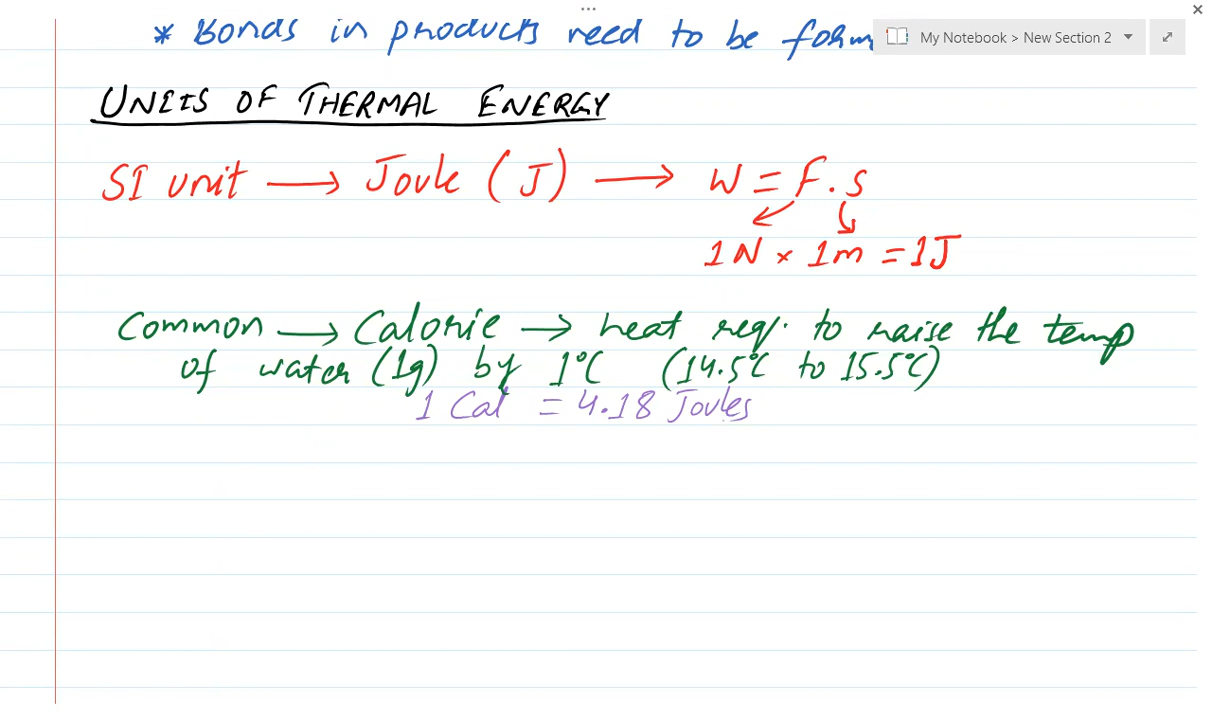 * Bonds in products need to be form
My Notebook > New Section 2
UNITS OF THERMAL ENERGY
SI unit → Joule (J) → W = F.s
1N × 1m = 1J
Common → Calorie → heat req. to raise the temp
of water (1g) by 1°C (14.5°C to 15.5°C)
1 Cal = 4.18 Joules